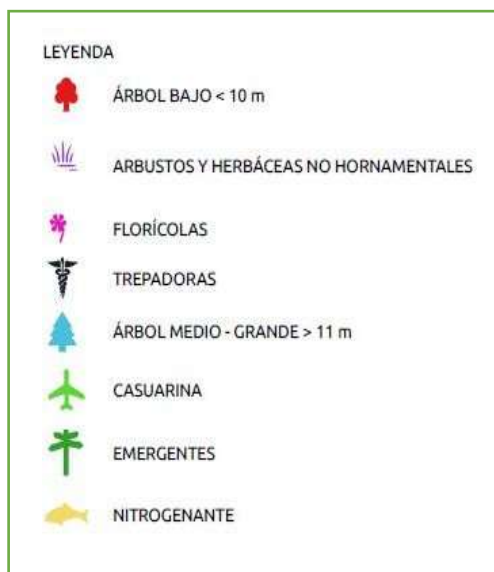 LEYENDA
ÁRBOL BAJO < 10 m
ARBUSTOS Y HERBÁCEAS NO HORNAMENTALES
FLORÍCOLAS
TREPADORAS
ÁRBOL MEDIO - GRANDE > 11 m
CASUARINA
EMERGENTES
NITROGENANTE